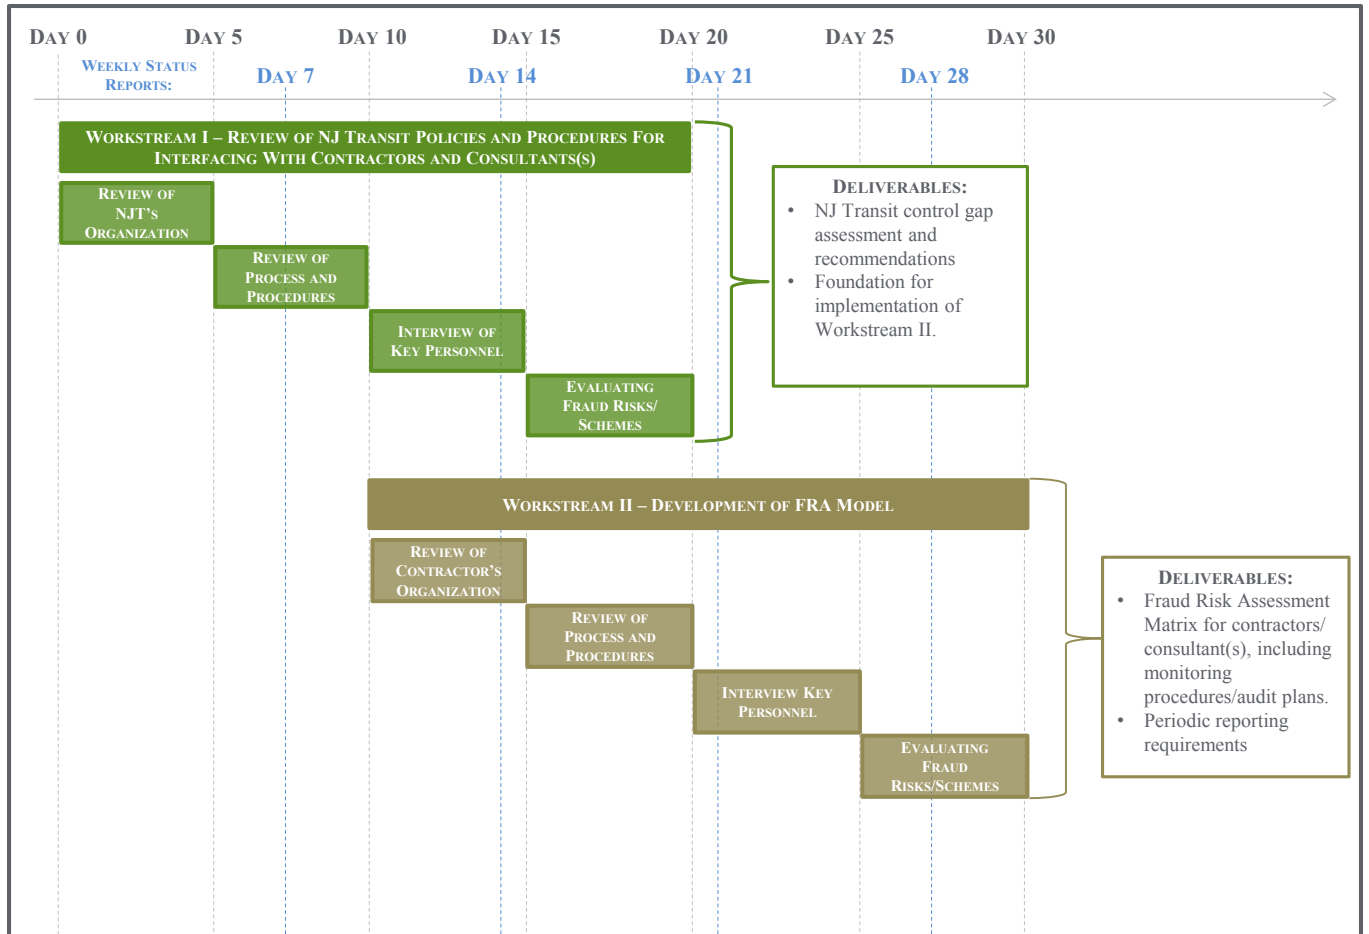 Day 0 Day 5 Day 10 Day 15 Day 20 Day 25 Day 30
Weekly Status
Reports:
Day 7 Day 14 Day 21 Day 28
Workstream I – Review of NJ Transit Policies and Procedures For
Interfacing With Contractors and Consultants(s)
Review of
NJT's
Organization
Review of
Process and
Procedures
Interview of
Key Personnel
Evaluating
Fraud Risks/
Schemes
Deliverables:
• NJ Transit control gap
assessment and
recommendations
• Foundation for
implementation of
Workstream II.
Workstream II – Development of FRA Model
Review of
Contractor's
Organization
Review of
Process and
Procedures
Interview Key
Personnel
Evaluating
Fraud
Risks/Schemes
Deliverables:
• Fraud Risk Assessment
Matrix for contractors/
consultant(s), including
monitoring
procedures/audit plans.
• Periodic reporting
requirements